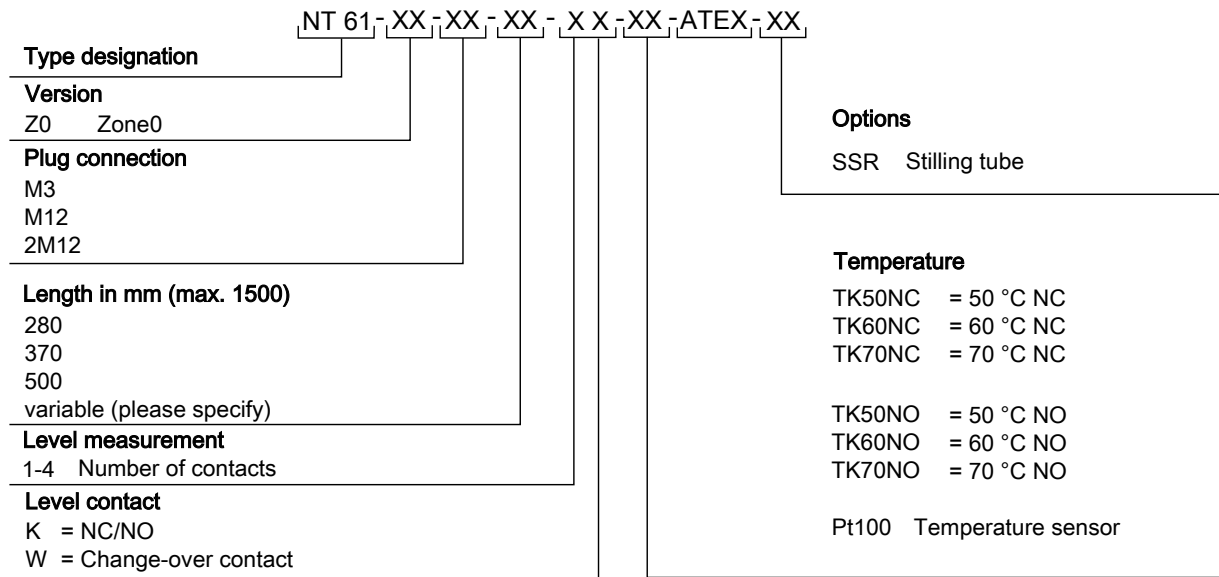 NT 61-XX-XX-XX- X X-XX-ATEX-XX
Type designation
Version
Z0 Zone0
Plug connection
M3
M12
2M12
Length in mm (max. 1500)
280
370
500
variable (please specify)
Level measurement
1-4 Number of contacts
Level contact
K = NC/NO
W = Change-over contact
Options
SSR Stilling tube
Temperature
TK50NC = 50 °C NC
TK60NC = 60 °C NC
TK70NC = 70 °C NC
TK50NO = 50 °C NO
TK60NO = 60 °C NO
TK70NO = 70 °C NO
Pt100 Temperature sensor